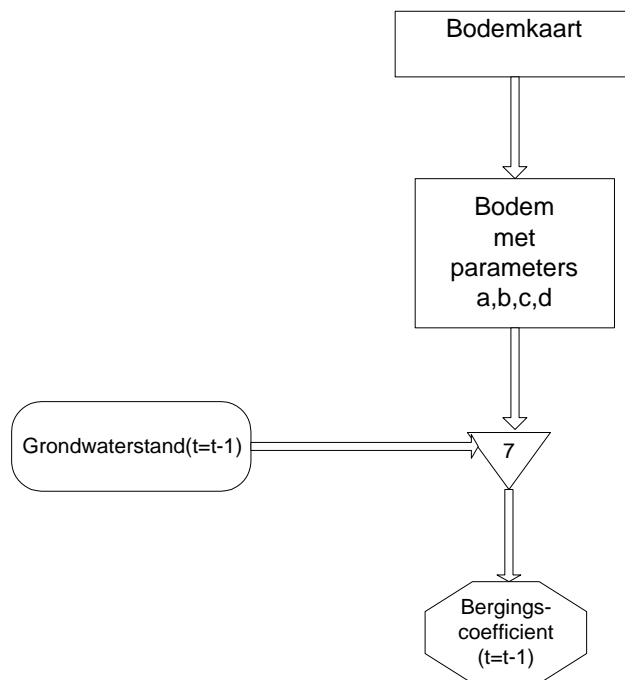 Bodemkaart
Bodem
met
parameters
a,b,c,d
Grondwaterstand(t=t-1)
7
Bergings-
coefficient
(t=t-1)